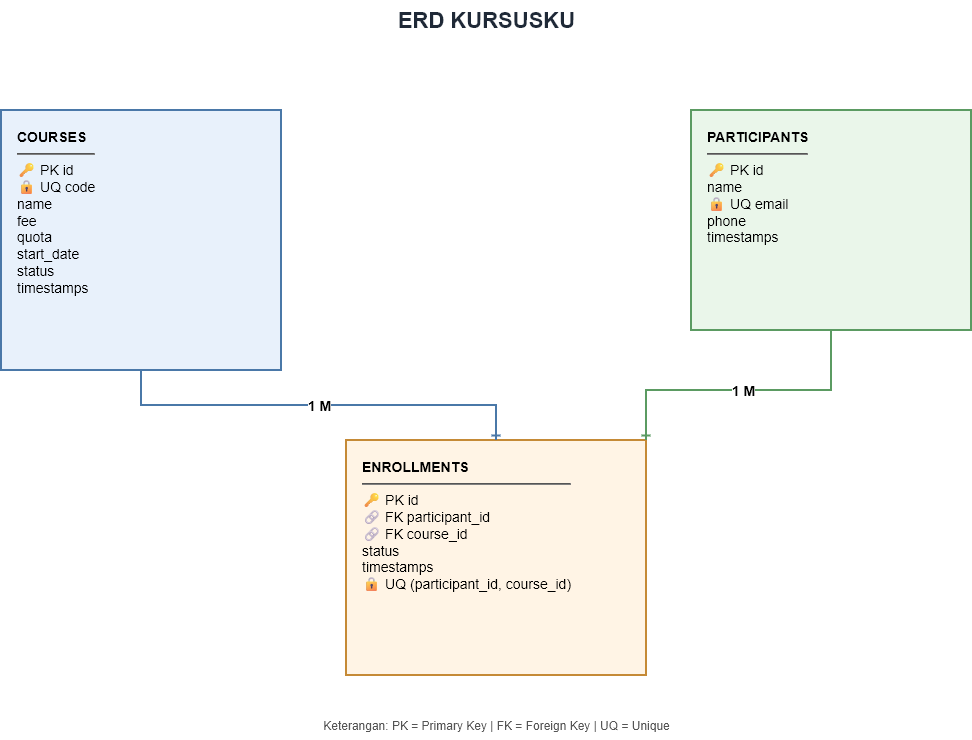 ERD KURSUSKU
COURSES
🔑 PK id
🔒 UQ code
name
fee
quota
start_date
status
timestamps
PARTICIPANTS
🔑 PK id
name
🔒 UQ email
phone
timestamps
1 M
1 M
ENROLLMENTS
🔑 PK id
🔗 FK participant_id
🔗 FK course_id
status
timestamps
🔒 UQ (participant_id, course_id)
Keterangan: PK = Primary Key | FK = Foreign Key | UQ = Unique